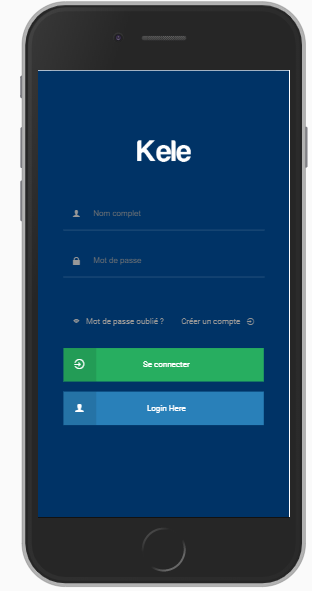 Kele
Nom complet
Mot de passe
Mot de passe oublié ? Créer un compte
Se connecter
Login Here